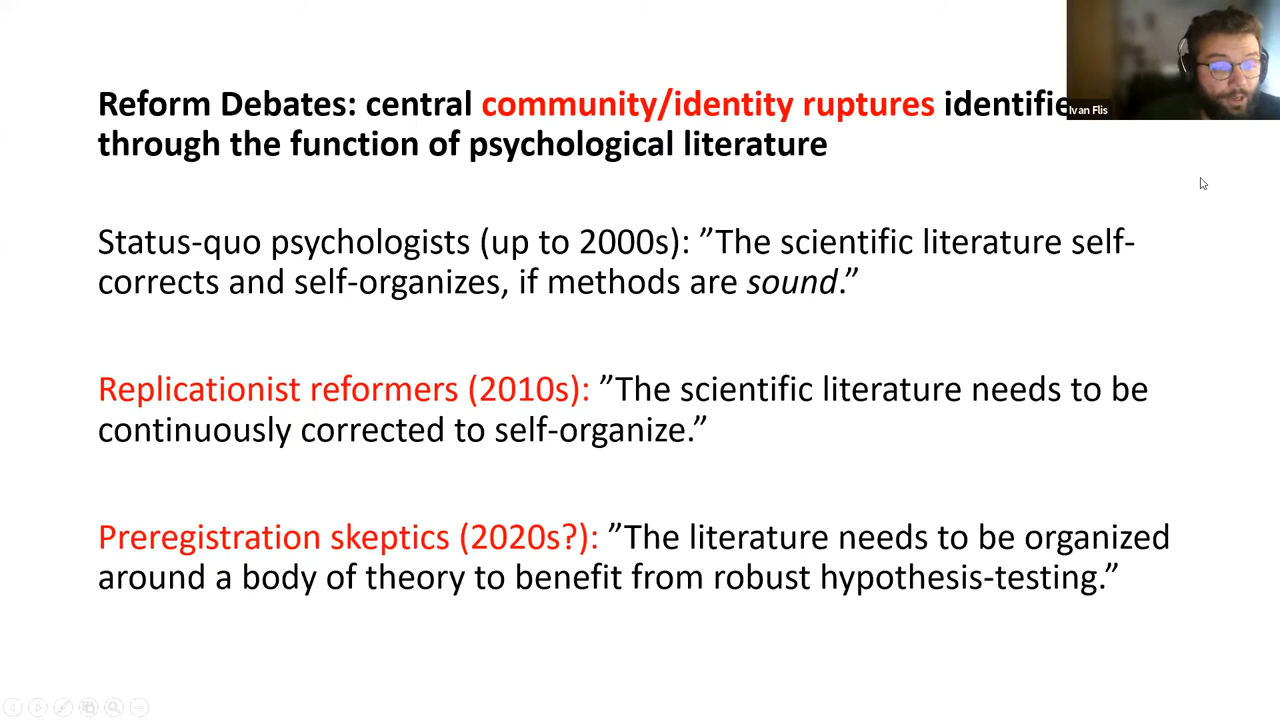 Reform Debates: central community/identity ruptures identifie
Ivan Flis
through the function of psychological literature
Status-quo psychologists (up to 2000s): ”The scientific literature self-
corrects and self-organizes, if methods are sound.”
Replicationist reformers (2010s): ”The scientific literature needs to be
continuously corrected to self-organize.”
Preregistration skeptics (2020s?): ”The literature needs to be organized
around a body of theory to benefit from robust hypothesis-testing.”